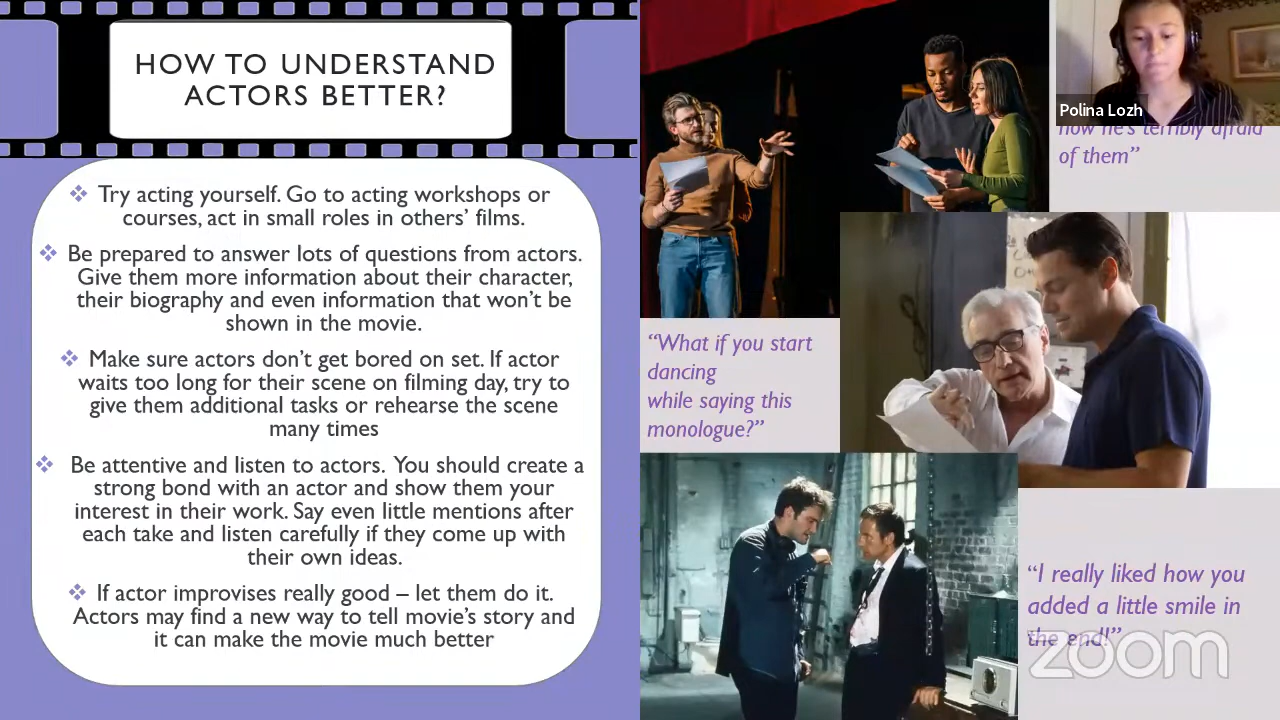 HOW TO UNDERSTAND
ACTORS BETTER?
❖ Try acting yourself. Go to acting workshops or
courses, act in small roles in others’ films.
❖ Be prepared to answer lots of questions from actors.
Give them more information about their character,
their biography and even information that won’t be
shown in the movie.
❖ Make sure actors don’t get bored on set. If actor
waits too long for their scene on filming day, try to
give them additional tasks or rehearse the scene
many times
❖ Be attentive and listen to actors. You should create a
strong bond with an actor and show them your
interest in their work. Say even little mentions after
each take and listen carefully if they come up with
their own ideas.
❖ If actor improvises really good – let them do it.
Actors may find a new way to tell movie’s story and
it can make the movie much better
Polina Lozh
how he's terribly afraid
of them”
“What if you start
dancing
while saying this
monologue?”
“I really liked how you
added a little smile in
the end!”
zoom